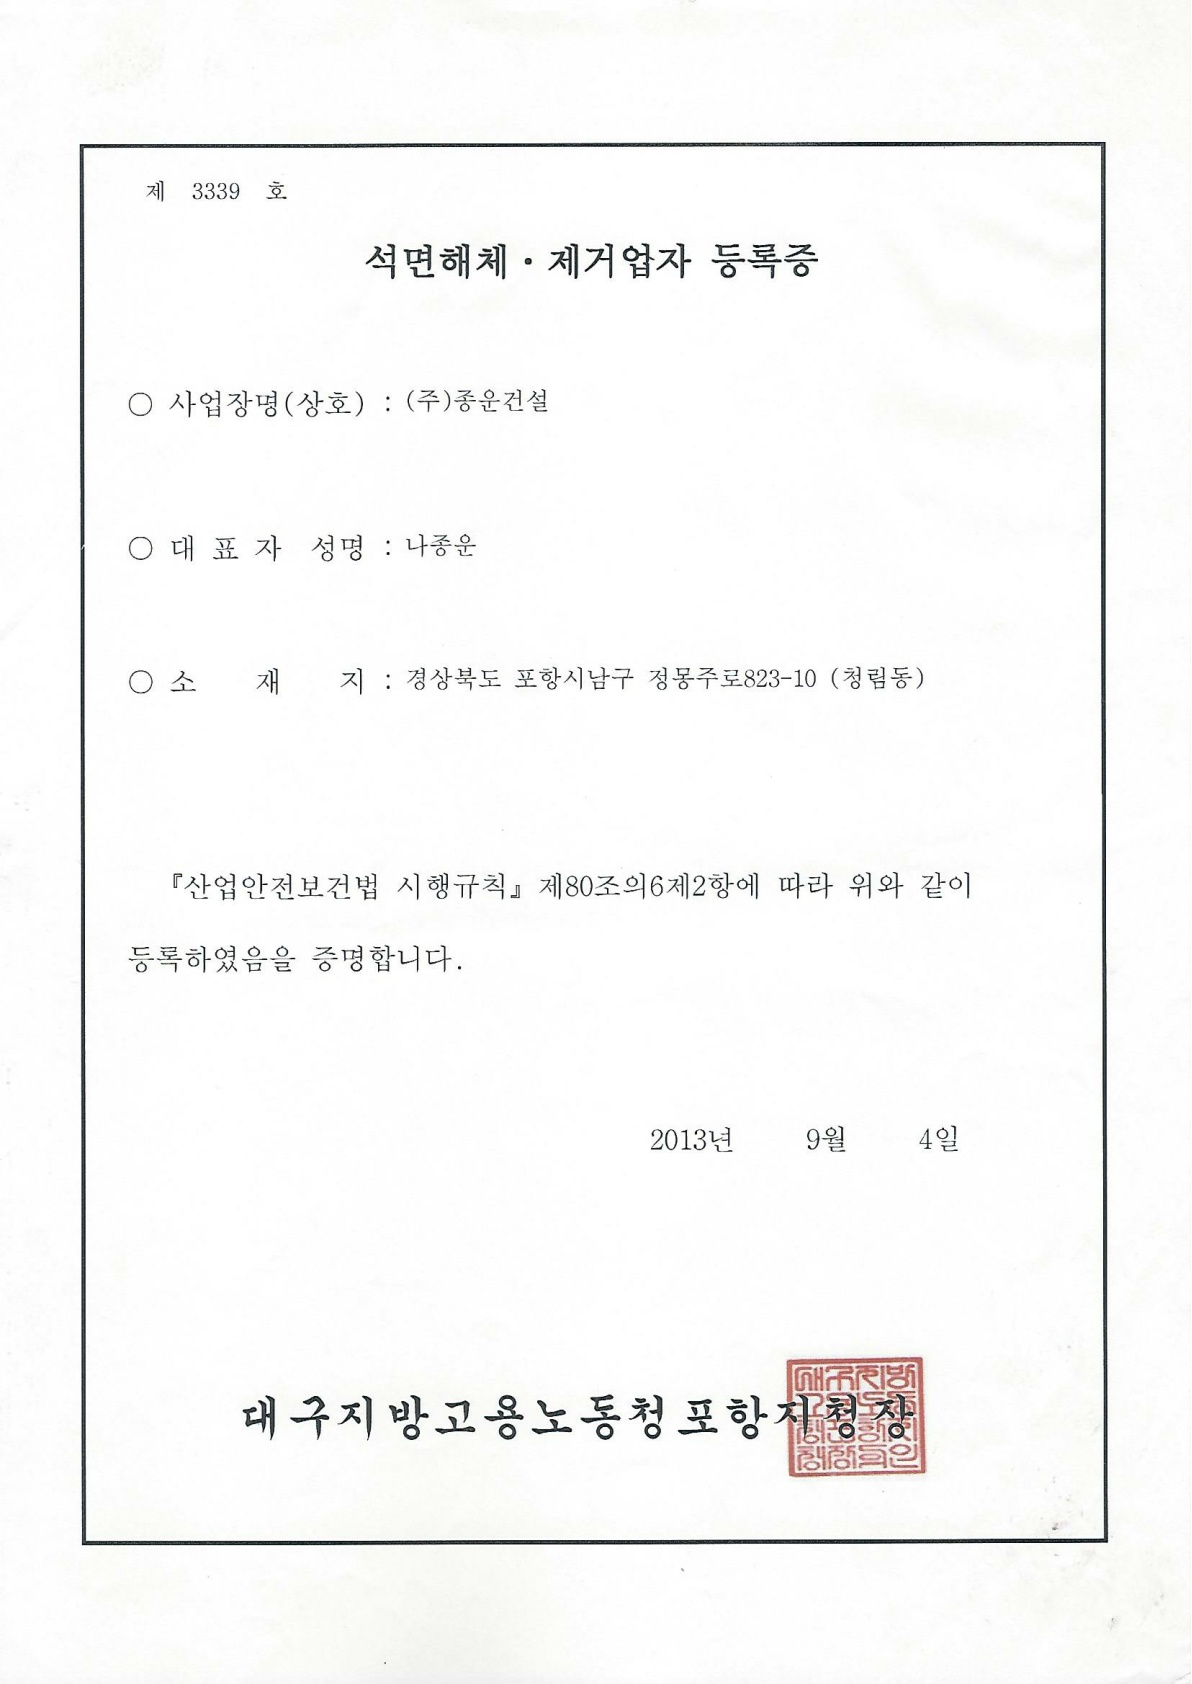 제 3339 호
석면해체·제거업자 등록증
○ 사업장명(상호) : (주)종운건설
○ 대 표 자 성명 : 나종운
○ 소 재 지 : 경상북도 포항시남구 정몽주로823-10 (청림동)
『산업안전보건법 시행규칙』제80조의6제2항에 따라 위와 같이
등록하였음을 증명합니다.
2013년 9월 4일
대구지방고용노동청포항지청장